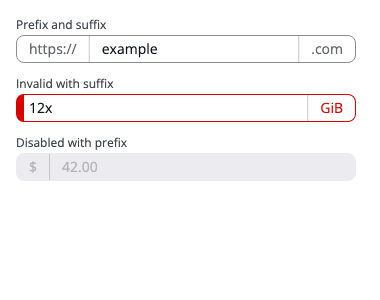 Prefix and suffix
https:// example .com
Invalid with suffix
12x GiB
Disabled with prefix
$ 42.00